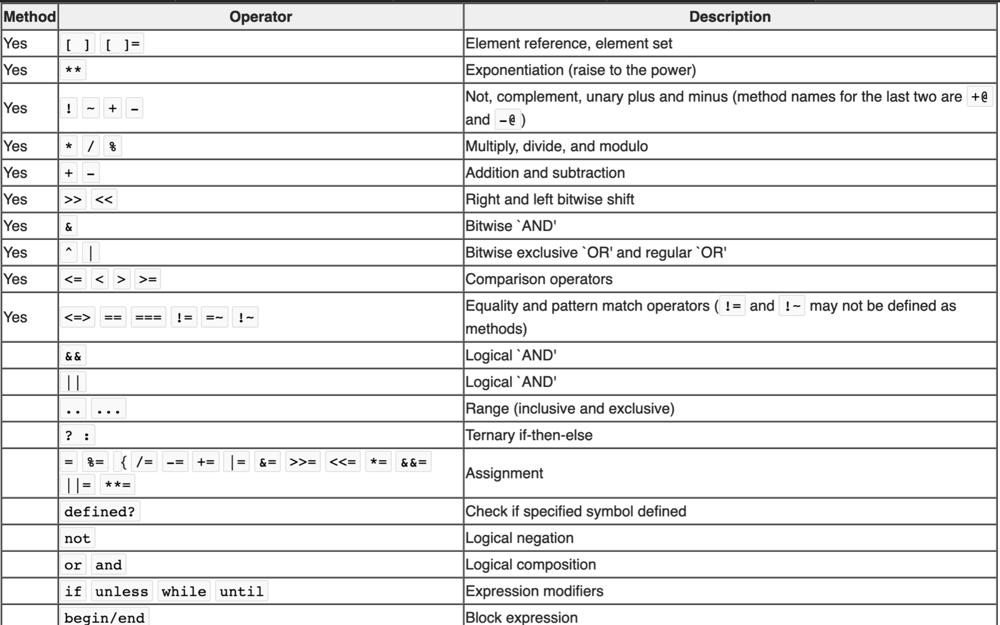 Method Operator Description
Yes [ ] [ ]= Element reference, element set
Yes ** Exponentiation (raise to the power)
Yes ! ~ + - Not, complement, unary plus and minus (method names for the last two are +@
and -@ )
Yes * / % Multiply, divide, and modulo
Yes + - Addition and subtraction
Yes >> << Right and left bitwise shift
Yes & Bitwise `AND'
Yes ^ | Bitwise exclusive `OR' and regular `OR'
Yes <= < > >= Comparison operators
Yes <=> == === != =~ !~ Equality and pattern match operators ( != and !~ may not be defined as
methods)
&& Logical `AND'
|| Logical `AND'
.. ... Range (inclusive and exclusive)
? : Ternary if-then-else
= %= { /= -= += |= &= >>= <<= *= &&=
||= **= Assignment
defined? Check if specified symbol defined
not Logical negation
or and Logical composition
if unless while until Expression modifiers
begin/end Block expression